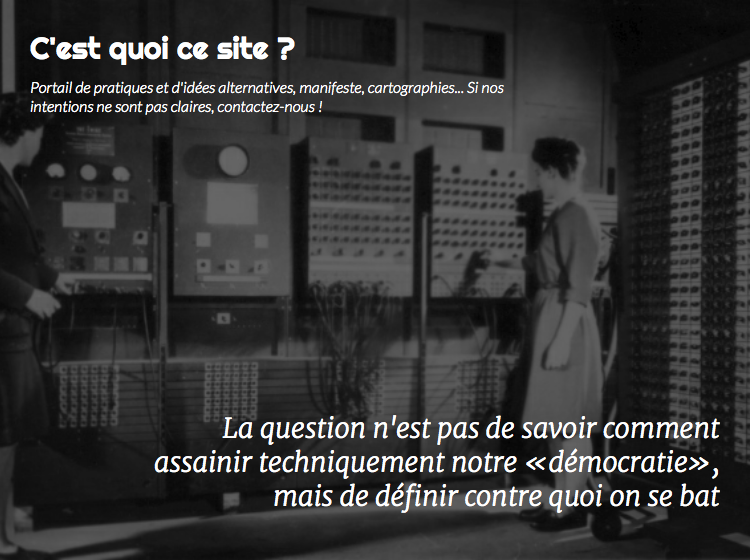 C'est quoi ce site ?
Portail de pratiques et d'idées alternatives, manifeste, cartographies... Si nos
intentions ne sont pas claires, contactez-nous !
La question n'est pas de savoir comment
assainir techniquement notre «démocratie»,
mais de définir contre quoi on se bat